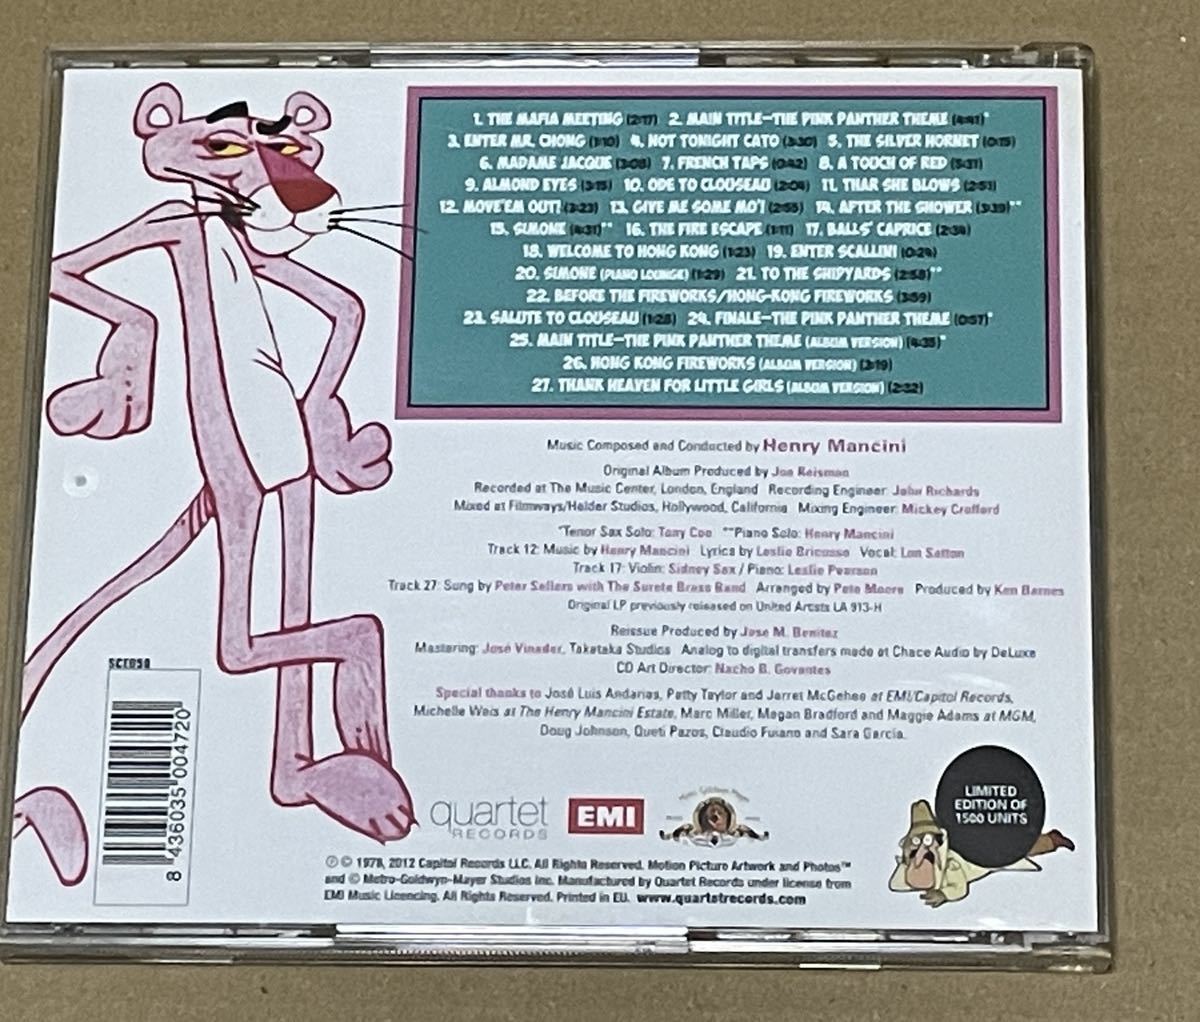 1. THE MAFIA MEETING (2:17) 2. MAIN TITLE—THE PINK PANTHER THEME (4:41)*
3. ENTER MR. CHONG (1:10) 4. NOT TONIGHT CATO (3:30) 5. THE SILVER HORNET (0:15)
6. MADAME JACQUE (3:08) 7. FRENCH TAPS (0:42) 8. A TOUCH OF RED (5:31)
9. ALMOND EYES (3:15) 10. ODE TO CLOUSEAU (2:04) 11. THAR SHE BLOWS (2:51)
12. MOVE'EM OUT! (3:23) 13. GIVE ME SOME MO'! (2:55) 14. AFTER THE SHOWER (3:39)**
15. SIMONE (4:31)** 16. THE FIRE ESCAPE (1:11) 17. BALLS' CAPRICE (2:34)
18. WELCOME TO HONG KONG (1:23) 19. ENTER SCALLINI (0:24)
20. SIMONE (PIANO LOUNGE) (1:29) 21. TO THE SHIPYARDS (2:58)**
22. BEFORE THE FIREWORKS/HONG-KONG FIREWORKS (3:59)
23. SALUTE TO CLOUSEAU (1:28) 24. FINALE—THE PINK PANTHER THEME (0:57)*
25. MAIN TITLE—THE PINK PANTHER THEME (ALBUM VERSION) (4:35)*
26. HONG KONG FIREWORKS (ALBUM VERSION) (3:19)
27. THANK HEAVEN FOR LITTLE GIRLS (ALBUM VERSION) (2:32)
Music Composed and Conducted by Henry Mancini
Original Album Produced by Joe Reisman
Recorded at The Music Center, London, England Recording Engineer: John Richards
Mixed at Filmways/Heider Studios, Hollywood, California Mixing Engineer: Mickey Crofford
*Tenor Sax Solo: Tony Coe **Piano Solo: Henry Mancini
Track 12: Music by Henry Mancini Lyrics by Leslie Bricusse Vocal: Lon Satton
Track 17: Violin: Sidney Sax / Piano: Leslie Pearson
Track 27: Sung by Peter Sellers with The Surete Brass Band Arranged by Pete Moore Produced by Ken Barnes
Original LP previously released on United Artists LA 913-H
Reissue Produced by Jose M. Benitez
Mastering: José Vinader, Takataka Studios Analog to digital transfers made at Chace Audio by DeLuxe
CD Art Director: Nacho B. Govantes
Special thanks to José Luis Andarias, Patty Taylor and Jarret McGehee at EMI/Capitol Records,
Michelle Weis at The Henry Mancini Estate, Marc Miller, Megan Bradford and Maggie Adams at MGM,
Doug Johnson, Queti Pazos, Claudio Fuiano and Sara García.
SCE050
8 436035 004720
quartet
RECORDS
EMI
LIMITED
EDITION OF
1500 UNITS
℗ © 1978, 2012 Capitol Records LLC. All Rights Reserved. Motion Picture Artwork and Photos™
and © Metro-Goldwyn-Mayer Studios Inc. Manufactured by Quartet Records under license from
EMI Music Licencing. All Rights Reserved. Printed in EU. www.quartetrecords.com